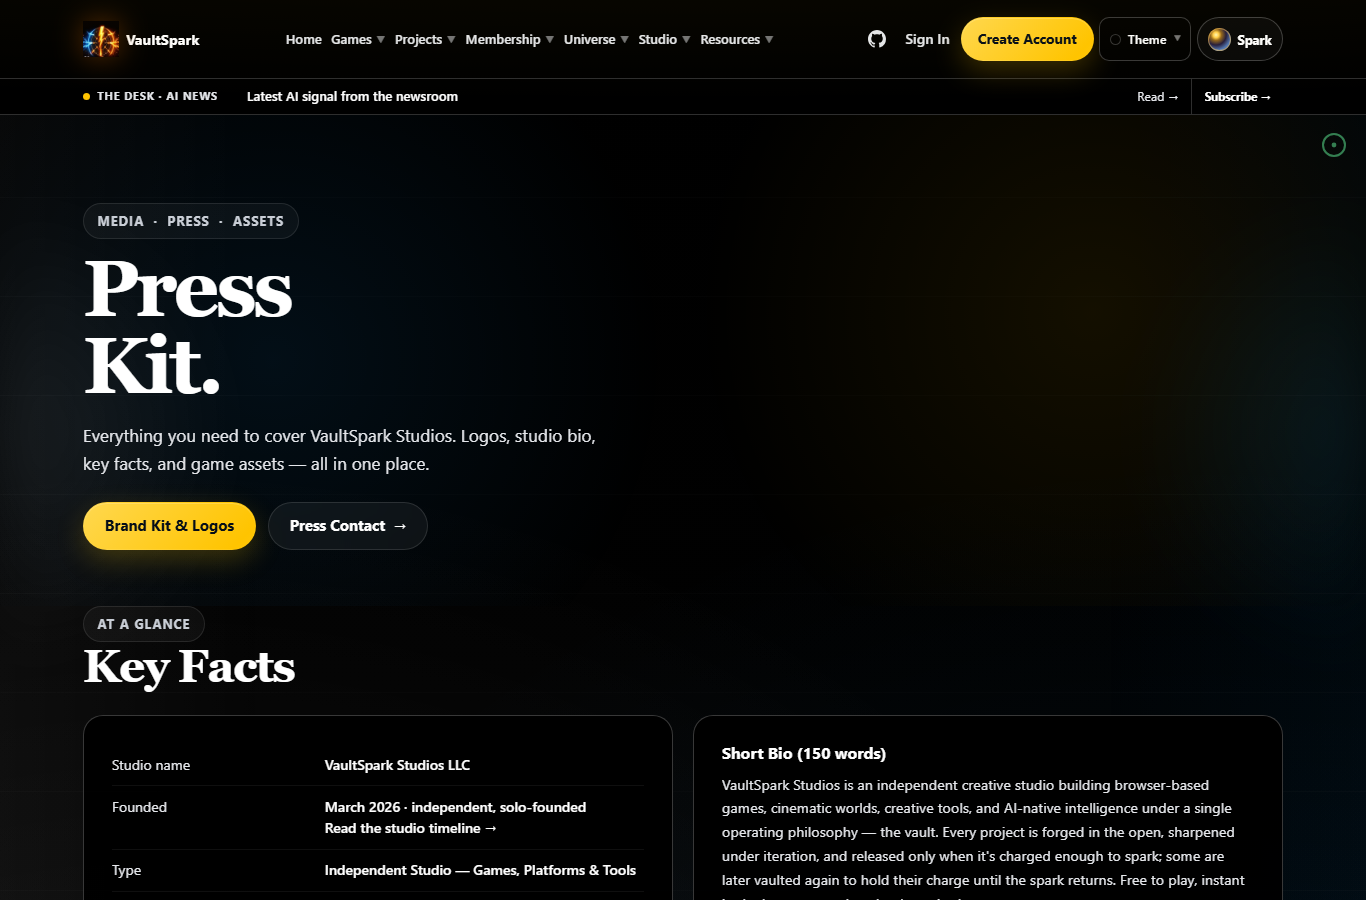 VaultSpark
Home Games Projects Membership Universe Studio Resources
Sign In
Create Account
Theme
Spark
THE DESK · AI NEWS
Latest AI signal from the newsroom
Read →
Subscribe →
MEDIA · PRESS · ASSETS
Press
Kit.
Everything you need to cover VaultSpark Studios. Logos, studio bio,
key facts, and game assets — all in one place.
Brand Kit & Logos
Press Contact →
AT A GLANCE
Key Facts
Studio name VaultSpark Studios LLC
Founded March 2026 · independent, solo-founded
Read the studio timeline →
Type Independent Studio — Games, Platforms & Tools
Short Bio (150 words)
VaultSpark Studios is an independent creative studio building browser-based
games, cinematic worlds, creative tools, and AI-native intelligence under a single
operating philosophy — the vault. Every project is forged in the open, sharpened
under iteration, and released only when it's charged enough to spark; some are
later vaulted again to hold their charge until the spark returns. Free to play, instant